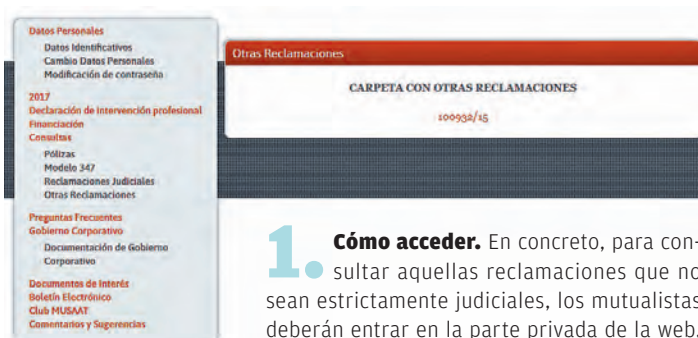 Datos Personales
Datos Identificativos
Cambio Datos Personales
Modificación de contraseña
2017
Declaración de intervención profesional
Financiación
Consultas
Pólizas
Modelo 347
Reclamaciones Judiciales
Otras Reclamaciones
Preguntas Frecuentes
Gobierno Corporativo
Documentación de Gobierno
Corporativo
Documentos de Interés
Boletín Electrónico
Club MUSAAT
Comentarios y Sugerencias
Otras Reclamaciones
CARPETA CON OTRAS RECLAMACIONES
100932/15
1. Cómo acceder. En concreto, para con-
sultar aquellas reclamaciones que no
sean estrictamente judiciales, los mutualistas
deberán entrar en la parte privada de la web,